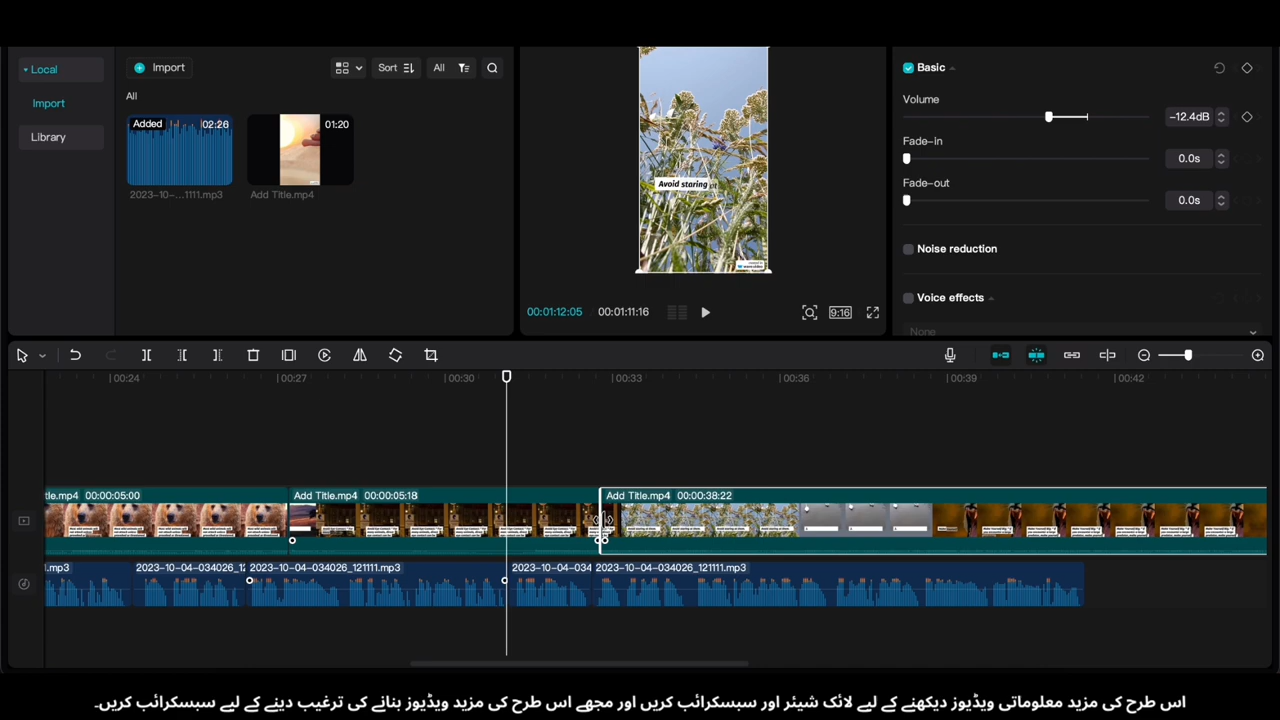 Local
Import
Library
Import
Sort
All
All
Added
02:26
01:20
2023-10-...1111.mp3
Add Title.mp4
Avoid staring at
00:01:12:05
00:01:11:16
9:16
Basic
Volume
-12.4dB
Fade-in
0.0s
Fade-out
0.0s
Noise reduction
Voice effects
None
00:24
00:27
00:30
00:33
00:36
00:39
00:42
tle.mp4 00:00:05:00
Add Title.mp4 00:00:05:18
Add Title.mp4 00:00:38:22
1.mp3
2023-10-04-034026_12
2023-10-04-034026_121111.mp3
2023-10-04-034
2023-10-04-034026_121111.mp3
اس طرح کی مزید معلوماتی ویڈیوز دیکھنے کے لیے لائک شیئر اور سبسکرائب کریں اور مجھے اس طرح کی مزید ویڈیوز بنانے کی ترغیب دینے کے لیے سبسکرائب کریں۔